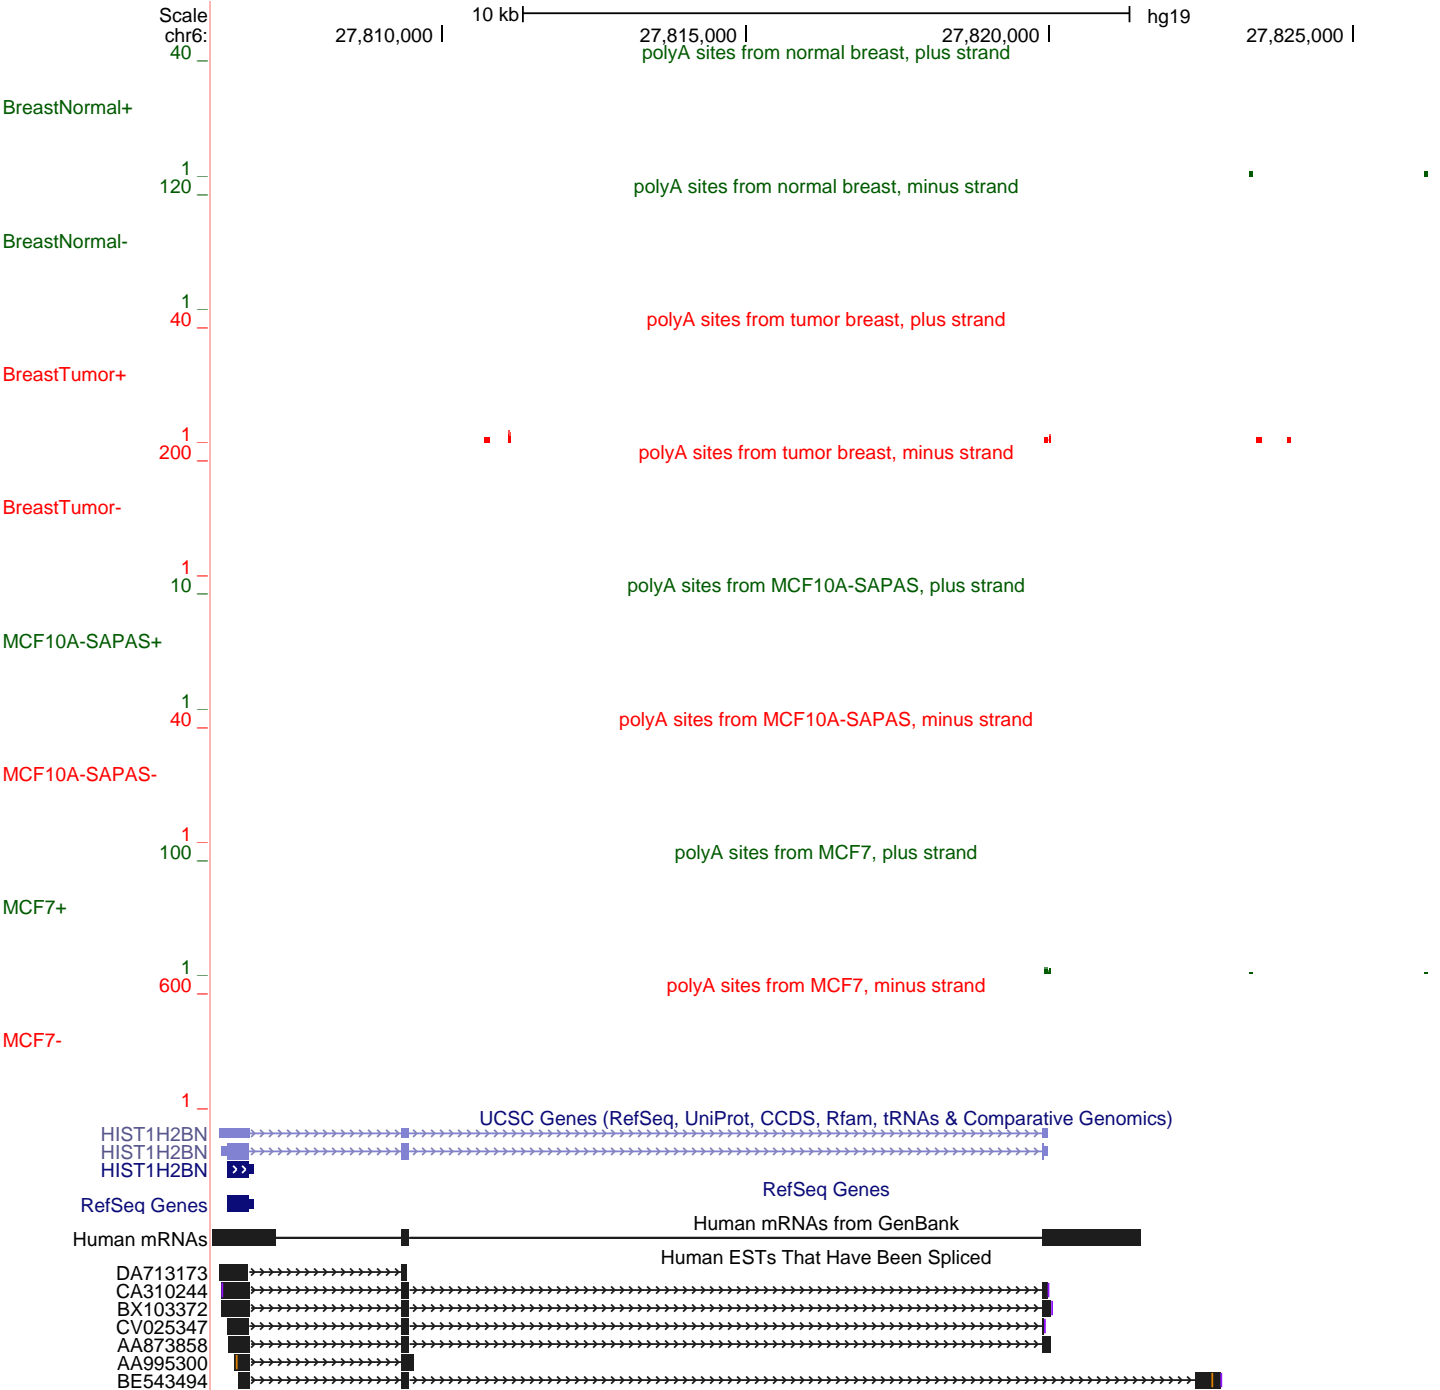 Scale 10 kb hg19
chr6: 27,810,000 27,815,000 27,820,000 27,825,000
40 _ polyA sites from normal breast, plus strand
BreastNormal+
1 _
120 _ polyA sites from normal breast, minus strand
BreastNormal-
1 _
40 _ polyA sites from tumor breast, plus strand
BreastTumor+
1 _
200 _ polyA sites from tumor breast, minus strand
BreastTumor-
1 _
10 _ polyA sites from MCF10A-SAPAS, plus strand
MCF10A-SAPAS+
1 _
40 _ polyA sites from MCF10A-SAPAS, minus strand
MCF10A-SAPAS-
1 _
100 _ polyA sites from MCF7, plus strand
MCF7+
1 _
600 _ polyA sites from MCF7, minus strand
MCF7-
1 _
UCSC Genes (RefSeq, UniProt, CCDS, Rfam, tRNAs & Comparative Genomics)
HIST1H2BN
HIST1H2BN
HIST1H2BN
RefSeq Genes
RefSeq Genes
Human mRNAs from GenBank
Human mRNAs
Human ESTs That Have Been Spliced
DA713173
CA310244
BX103372
CV025347
AA873858
AA995300
BE543494